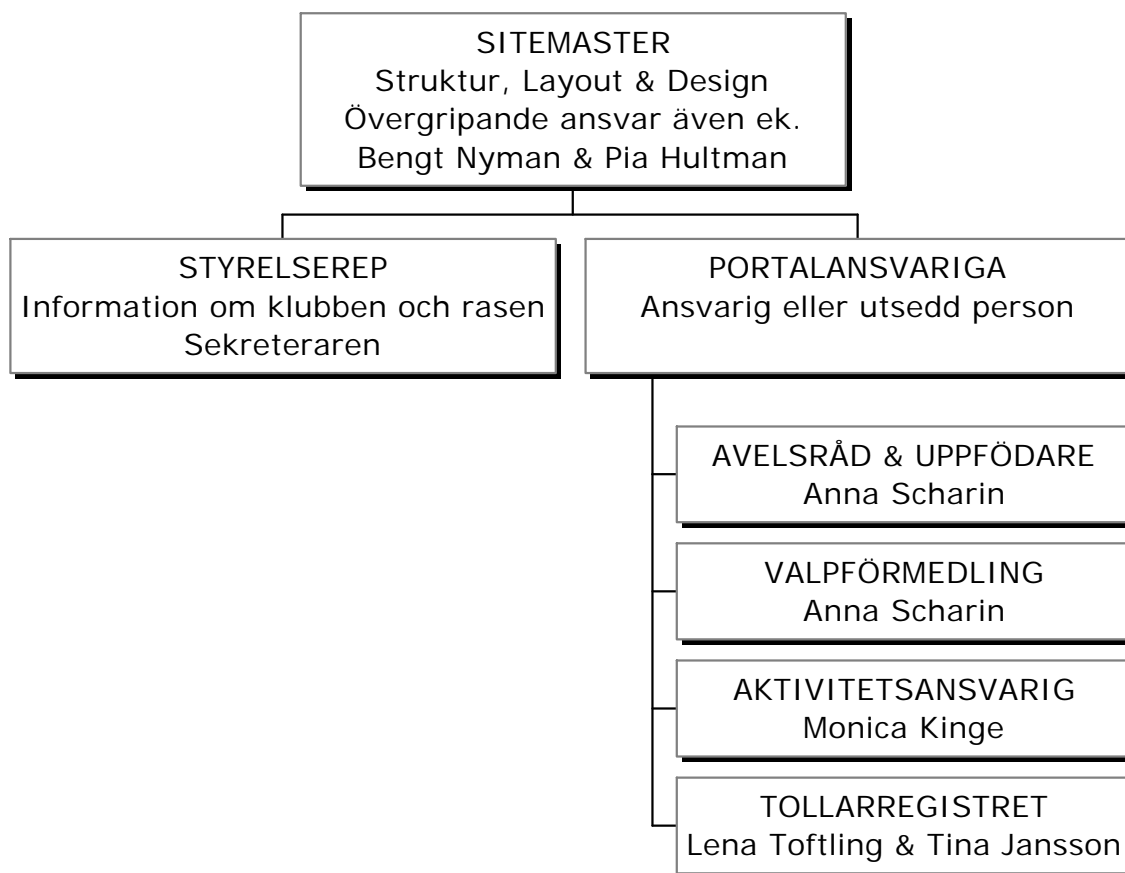 SITEMASTER
Struktur, Layout & Design
Övergripande ansvar även ek.
Bengt Nyman & Pia Hultman
STYRELSEREP
Information om klubben och rasen
Sekreteraren
PORTALANSVARIGA
Ansvarig eller utsedd person
AVELSRÅD & UPPFÖDARE
Anna Scharin
VALPFÖRMEDLING
Anna Scharin
AKTIVITETSANSVARIG
Monica Kinge
TOLLARREGISTRET
Lena Toftling & Tina Jansson